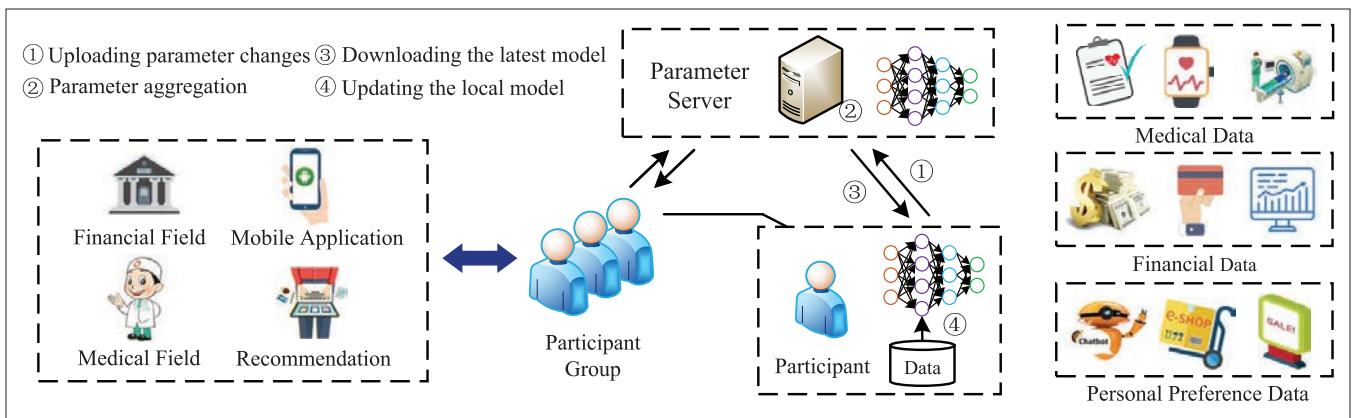 ① Uploading parameter changes
② Parameter aggregation
③ Downloading the latest model
④ Updating the local model
Financial Field
Mobile Application
Medical Field
Recommendation
Participant
Group
Parameter
Server
②
③
①
Participant
④
Data
Medical Data
$
Financial Data
Chatbot
e-SHOP
SALE!
Personal Preference Data